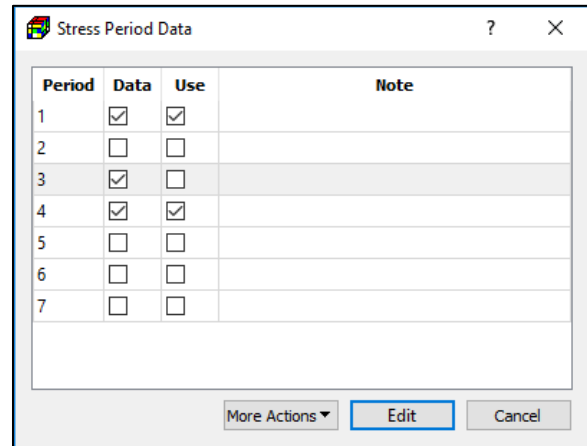 Stress Period Data ?
Period Data Use Note
1
2
3
4
5
6
7
More Actions Edit Cancel